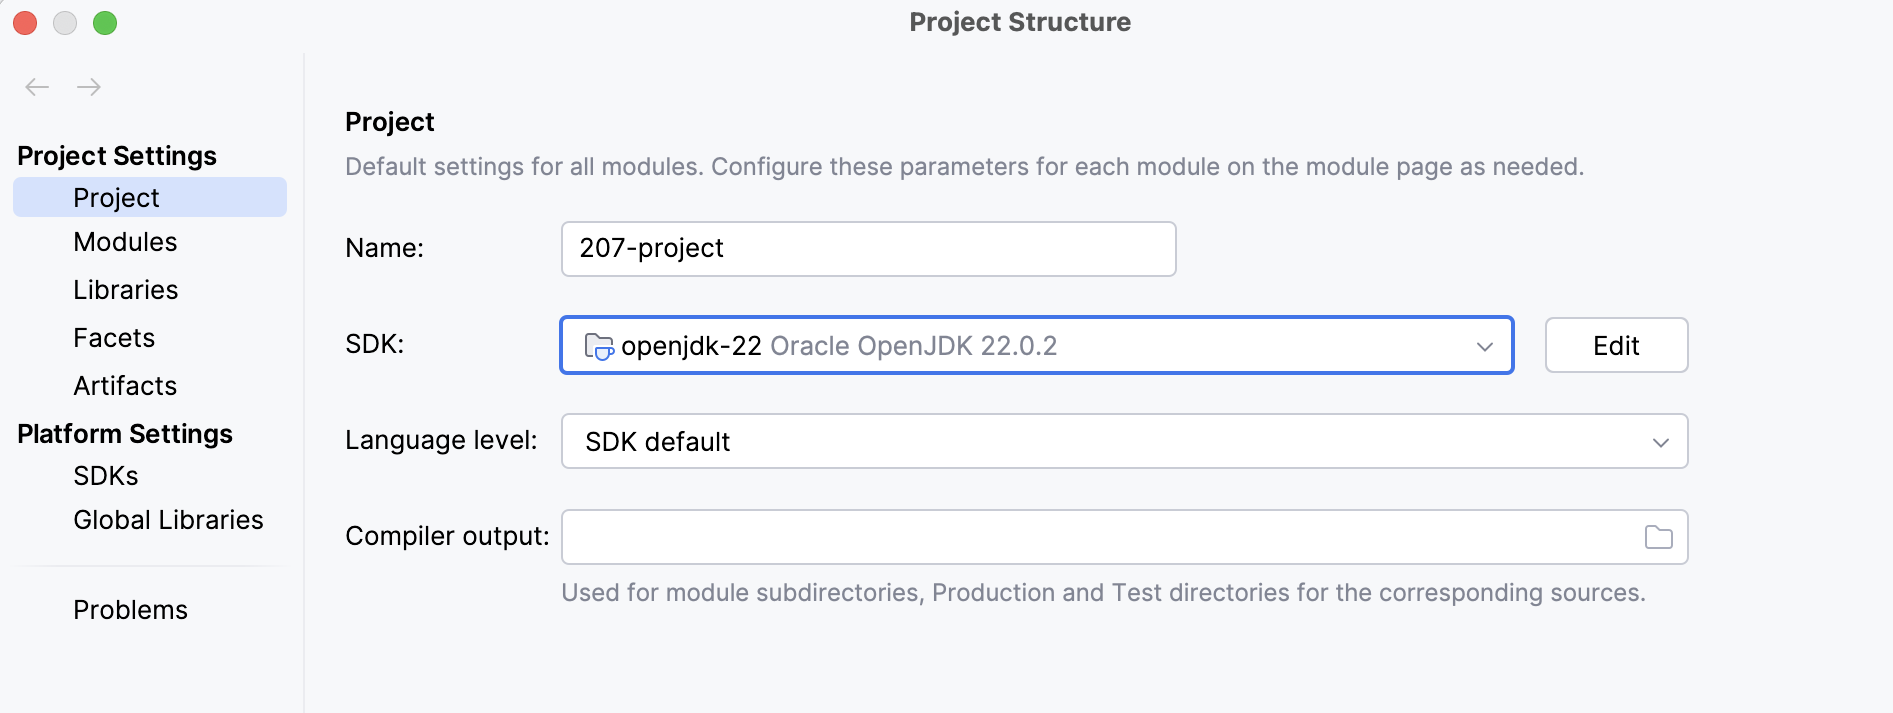 Project Structure
Project Settings
Project
Modules
Libraries
Facets
Artifacts
Platform Settings
SDKs
Global Libraries
Problems
Project
Default settings for all modules. Configure these parameters for each module on the module page as needed.
Name: 207-project
SDK: openjdk-22 Oracle OpenJDK 22.0.2 Edit
Language level: SDK default
Compiler output:
Used for module subdirectories, Production and Test directories for the corresponding sources.